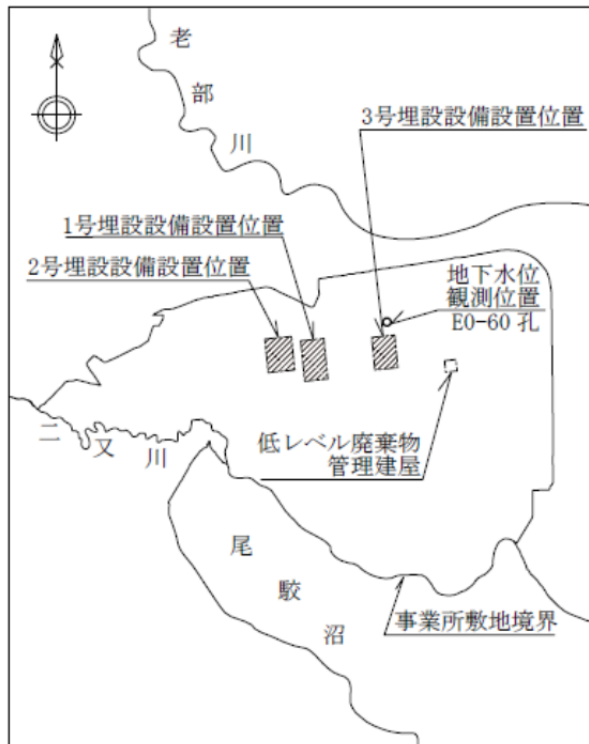 老部川
3号埋設設備設置位置
1号埋設設備設置位置
2号埋設設備設置位置
地下水位
観測位置
E0-60 孔
二又川
低レベル廃棄物
管理建屋
尾駮沼
事業所敷地境界